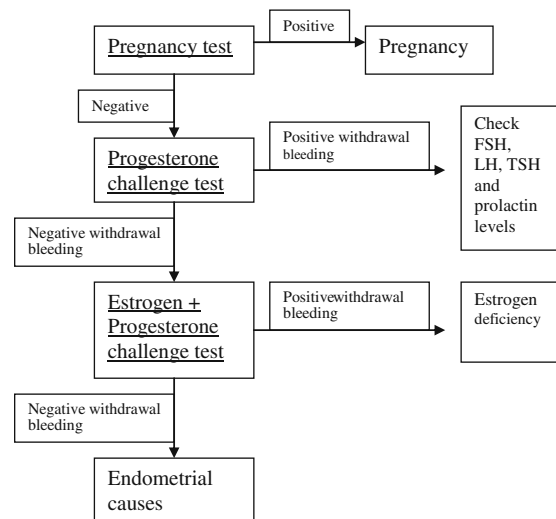 Pregnancy test
Positive
Pregnancy
Negative
Progesterone
challenge test
Positive withdrawal
bleeding
Check
FSH,
LH, TSH
and
prolactin
levels
Negative withdrawal
bleeding
Estrogen +
Progesterone
challenge test
Positivewithdrawal
bleeding
Estrogen
deficiency
Negative withdrawal
bleeding
Endometrial
causes